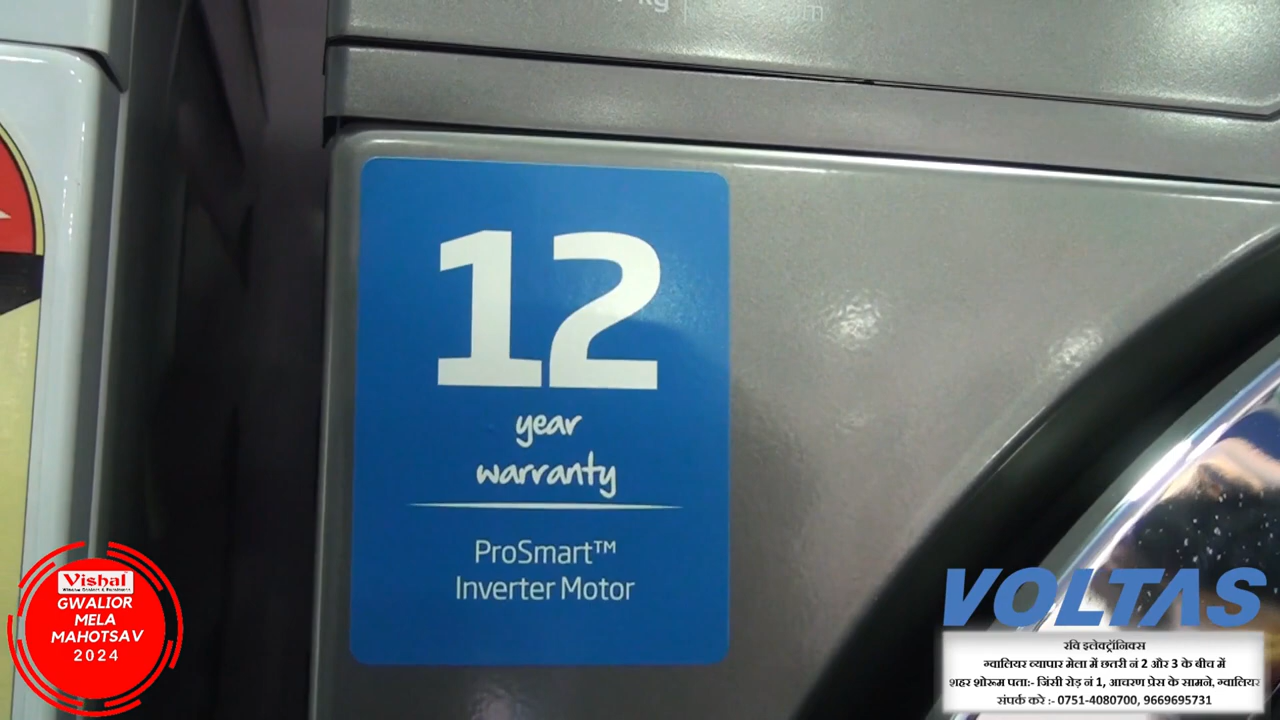 kg
12
year
warranty
ProSmart™
Inverter Motor
Vishal
GWALIOR
MELA
MAHOTSAV
2024
VOLTAS
रवि इलेक्ट्रॉनिक्स
ग्वालियर व्यापार मेला में छतरी नं 2 और 3 के बीच में
शहर शोरूम पता:- जिंसी रोड़ नं 1, आचरण प्रेस के सामने, ग्वालियर
संपर्क करे :- 0751-4080700, 9669695731